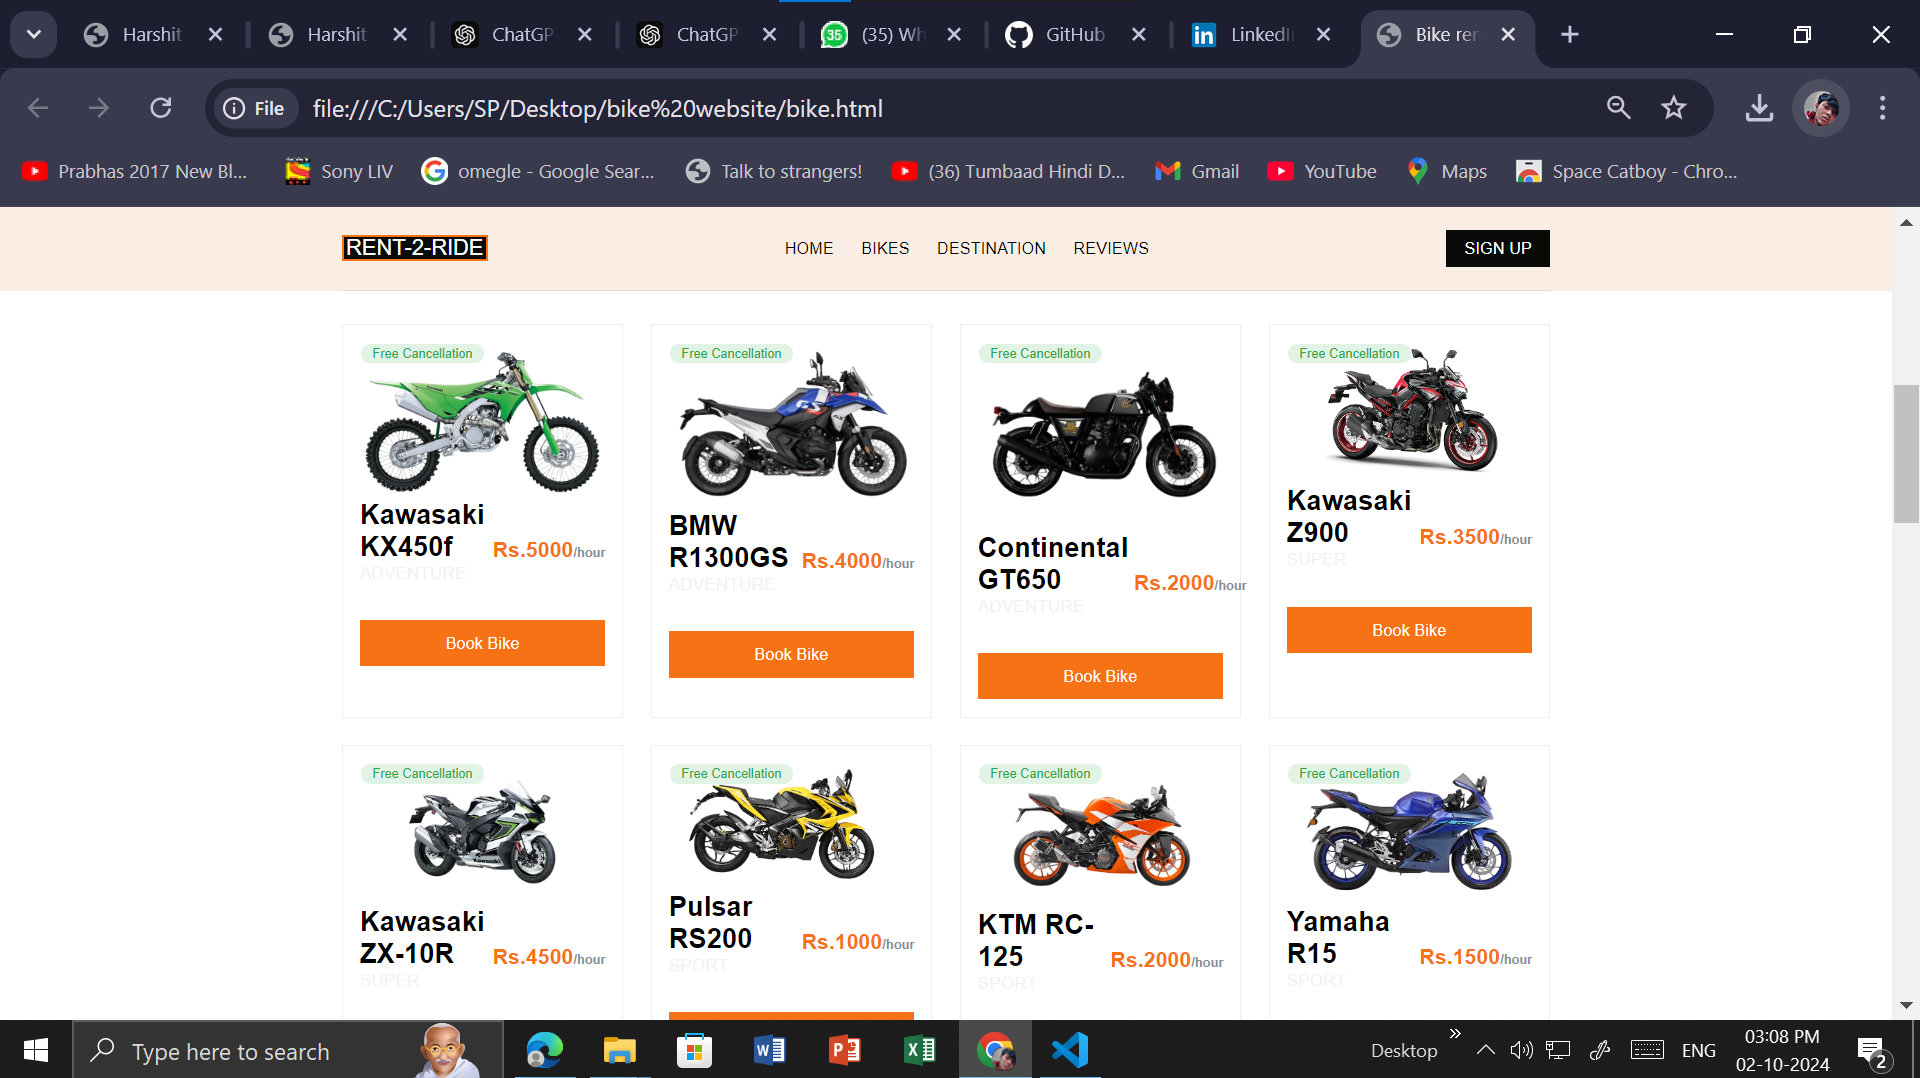 Harshit
Harshit
ChatGP
ChatGP
35
(35) Wh
GitHub
LinkedIn
Bike ren
File
file:///C:/Users/SP/Desktop/bike%20website/bike.html
Prabhas 2017 New Bl...
Sony LIV
omegle - Google Sear...
Talk to strangers!
(36) Tumbaad Hindi D...
Gmail
YouTube
Maps
Space Catboy - Chro...
RENT-2-RIDE
HOME
BIKES
DESTINATION
REVIEWS
SIGN UP
Free Cancellation
Kawasaki
KX450f
Rs.5000/hour
ADVENTURE
Book Bike
Free Cancellation
BMW
R1300GS
Rs.4000/hour
ADVENTURE
Book Bike
Free Cancellation
Continental
GT650
Rs.2000/hour
ADVENTURE
Book Bike
Free Cancellation
Kawasaki
Z900
Rs.3500/hour
SUPER
Book Bike
Free Cancellation
Kawasaki
ZX-10R
Rs.4500/hour
SUPER
Free Cancellation
Pulsar
RS200
Rs.1000/hour
SPORT
Free Cancellation
KTM RC-
125
Rs.2000/hour
SPORT
Free Cancellation
Yamaha
R15
Rs.1500/hour
SPORT
Type here to search
Desktop
ENG
03:08 PM
02-10-2024
2